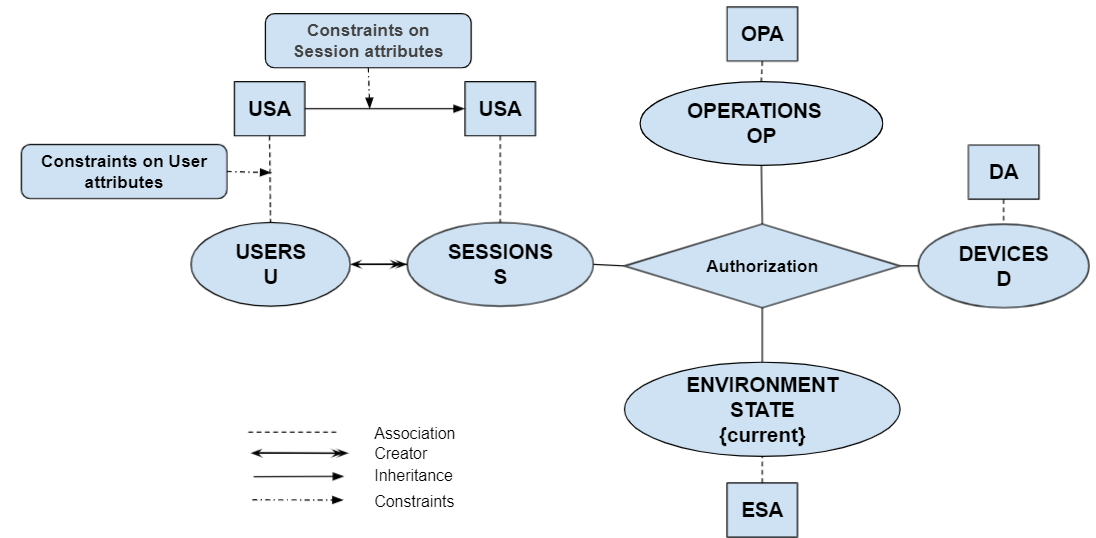 Constraints on
Session attributes
OPA
USA
USA
OPERATIONS
OP
Constraints on User
attributes
DA
USERS
U
SESSIONS
S
Authorization
DEVICES
D
ENVIRONMENT
STATE
{current}
Association
Creator
Inheritance
Constraints
ESA